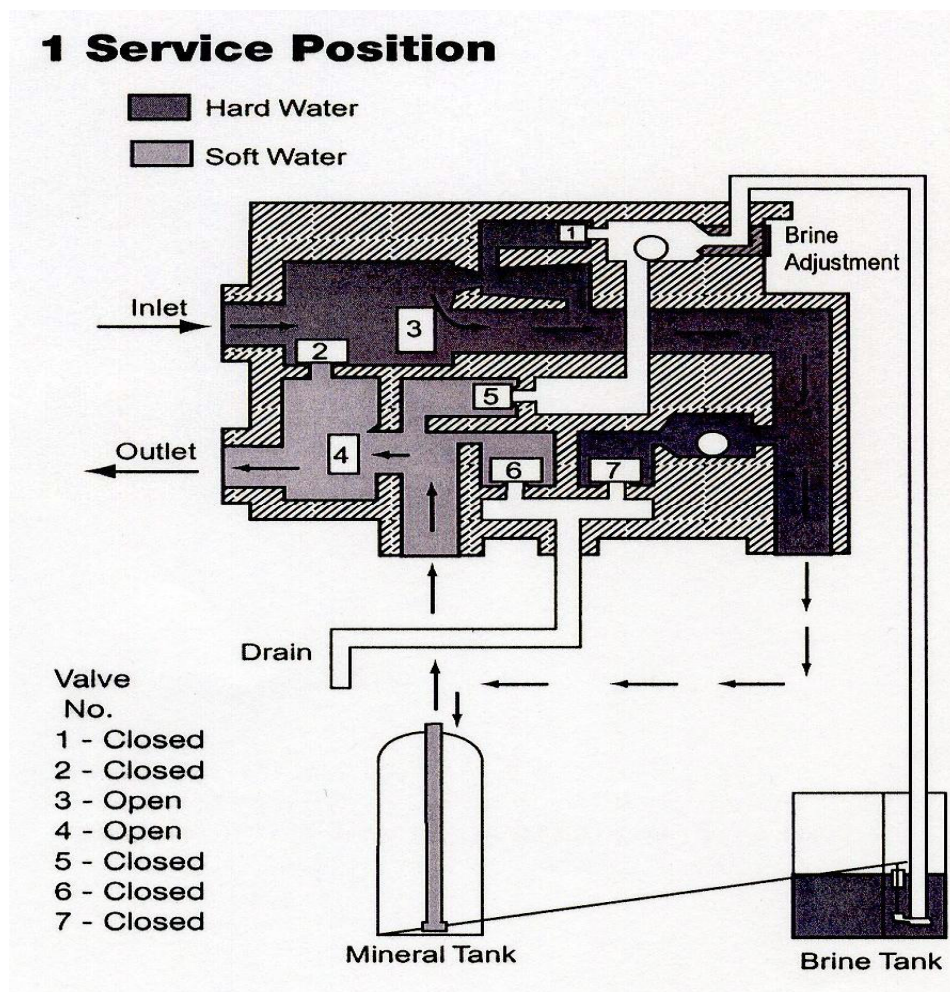 1 Service Position
Hard Water
Soft Water
1
Brine
Adjustment
Inlet
3
2
5
Outlet
4
6
7
Drain
Valve
No.
1 - Closed
2 - Closed
3 - Open
4 - Open
5 - Closed
6 - Closed
7 - Closed
Mineral Tank
Brine Tank